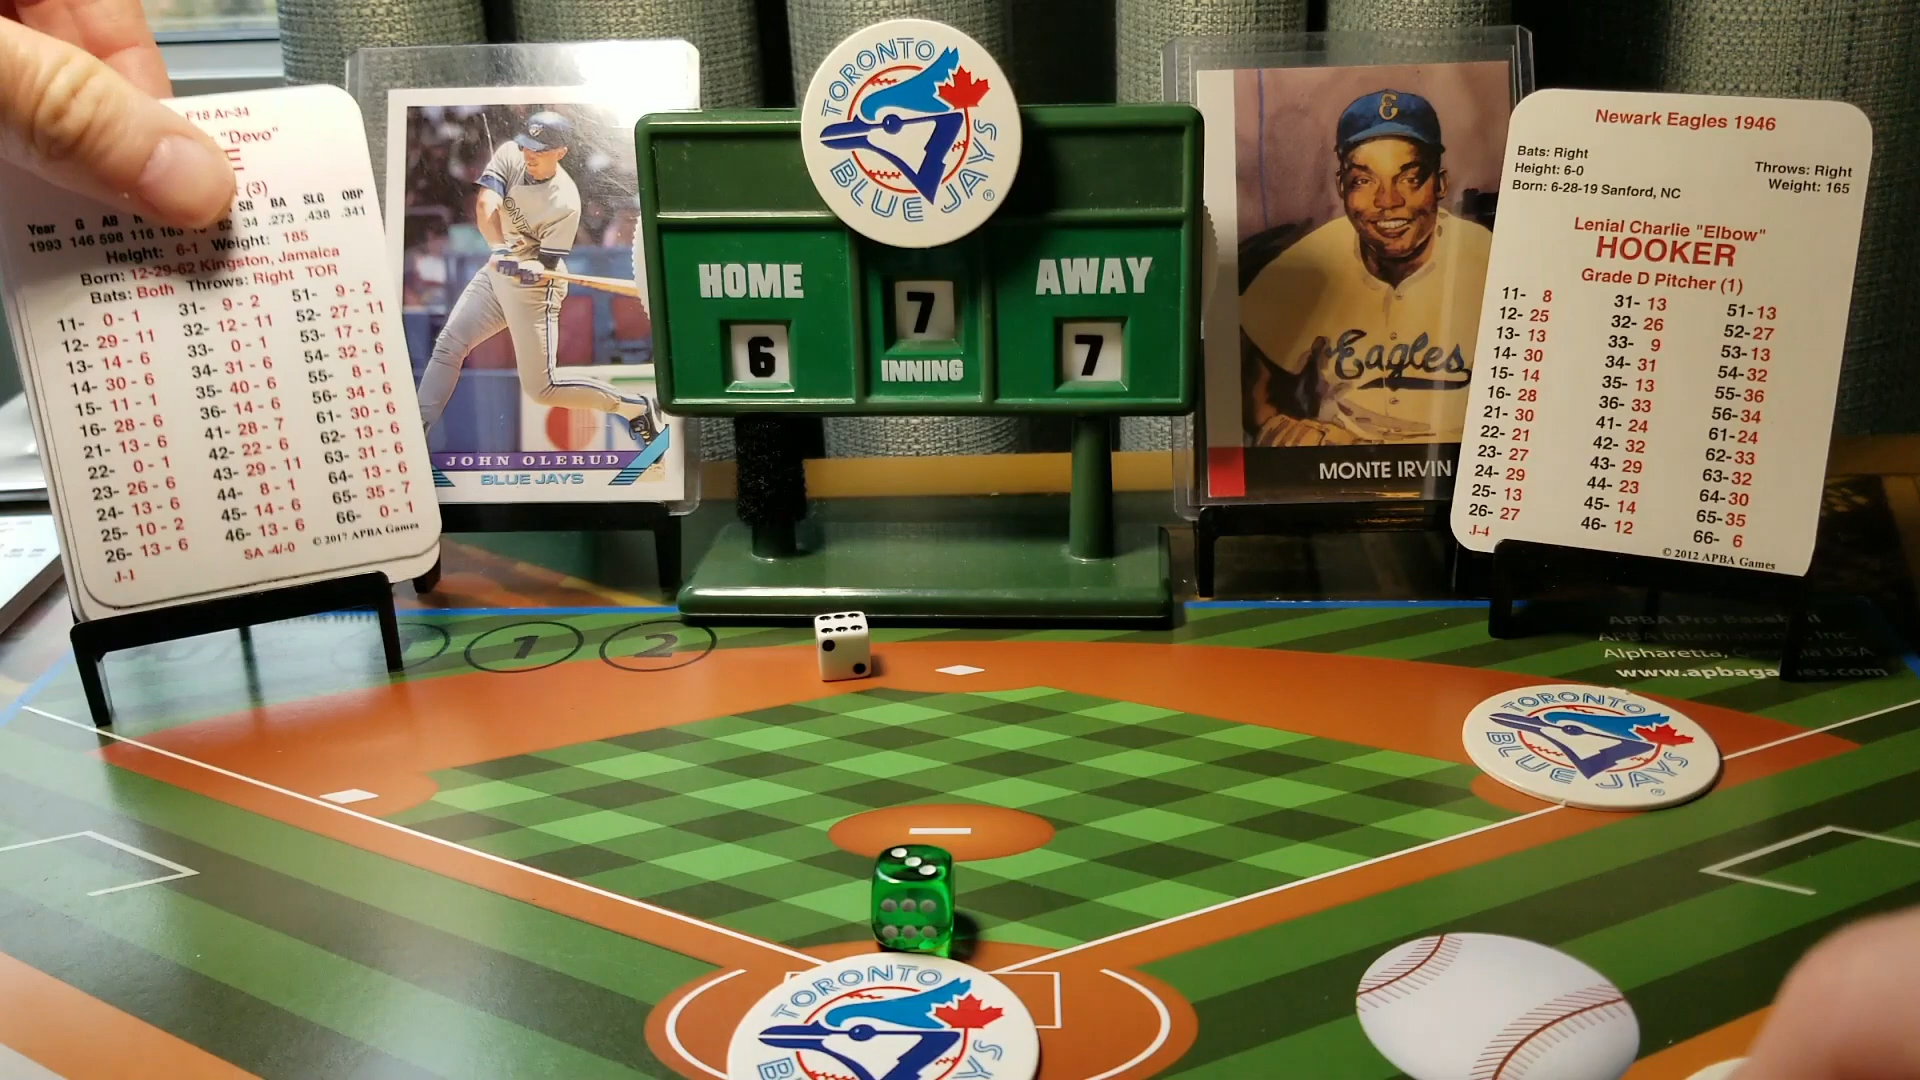 F18 Ar-34
"Devo"
E
(3)
Year G AB SB BA SLG OBP
1993 146 598 116 34 .273 .438 .341
Height: 6-1 Weight: 185
Born: 12-29-62 Kingston, Jamaica
Bats: Both Throws: Right TOR
11- 0 - 1
12- 29 - 11
13- 14 - 6
14- 30 - 6
15- 11 - 1
16- 28 - 6
21- 13 - 6
22- 0 - 1
23- 26 - 6
24- 13 - 6
25- 10 - 2
26- 13 - 6
31- 9 - 2
32- 12 - 11
33- 0 - 1
34- 31 - 6
35- 40 - 6
36- 14 - 6
41- 28 - 7
42- 22 - 6
43- 29 - 11
44- 8 - 1
45- 14 - 6
46- 13 - 6
51- 9 - 2
52- 27 - 11
53- 17 - 6
54- 32 - 6
55- 8 - 1
56- 34 - 6
61- 30 - 6
62- 13 - 6
63- 31 - 6
64- 13 - 6
65- 35 - 7
66- 0 - 1
J-1
SA -4/-0
© 2017 APBA Games
JOHN OLERUD
BLUE JAYS
TORONTO
BLUE JAYS ®
HOME
6
7
INNING
AWAY
7
E
Eagles
MONTE IRVIN
Newark Eagles 1946
Bats: Right
Throws: Right
Height: 6-0
Weight: 165
Born: 6-28-19 Sanford, NC
Lenial Charlie "Elbow"
HOOKER
Grade D Pitcher (1)
11- 8
12- 25
13- 13
14- 30
15- 14
16- 28
21- 30
22- 21
23- 27
24- 29
25- 13
26- 27
31- 13
32- 26
33- 9
34- 31
35- 13
36- 33
41- 24
42- 32
43- 29
44- 23
45- 14
46- 12
51- 13
52- 27
53- 13
54- 32
55- 36
56- 34
61- 24
62- 33
63- 32
64- 30
65- 35
66- 6
J-4
© 2012 APBA Games
1
2
APBA Pro Baseball
APBA International, Inc.
Alpharetta, Georgia USA
www.apbagames.com
TORONTO
BLUE JAYS ®
TORONTO
B JAYS